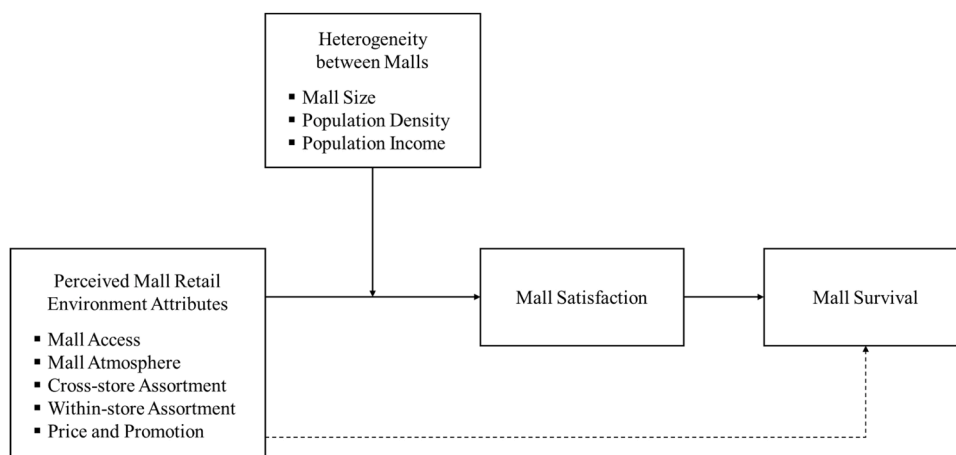 Heterogeneity
between Malls
▪ Mall Size
▪ Population Density
▪ Population Income
Perceived Mall Retail
Environment Attributes
▪ Mall Access
▪ Mall Atmosphere
▪ Cross-store Assortment
▪ Within-store Assortment
▪ Price and Promotion
Mall Satisfaction
Mall Survival